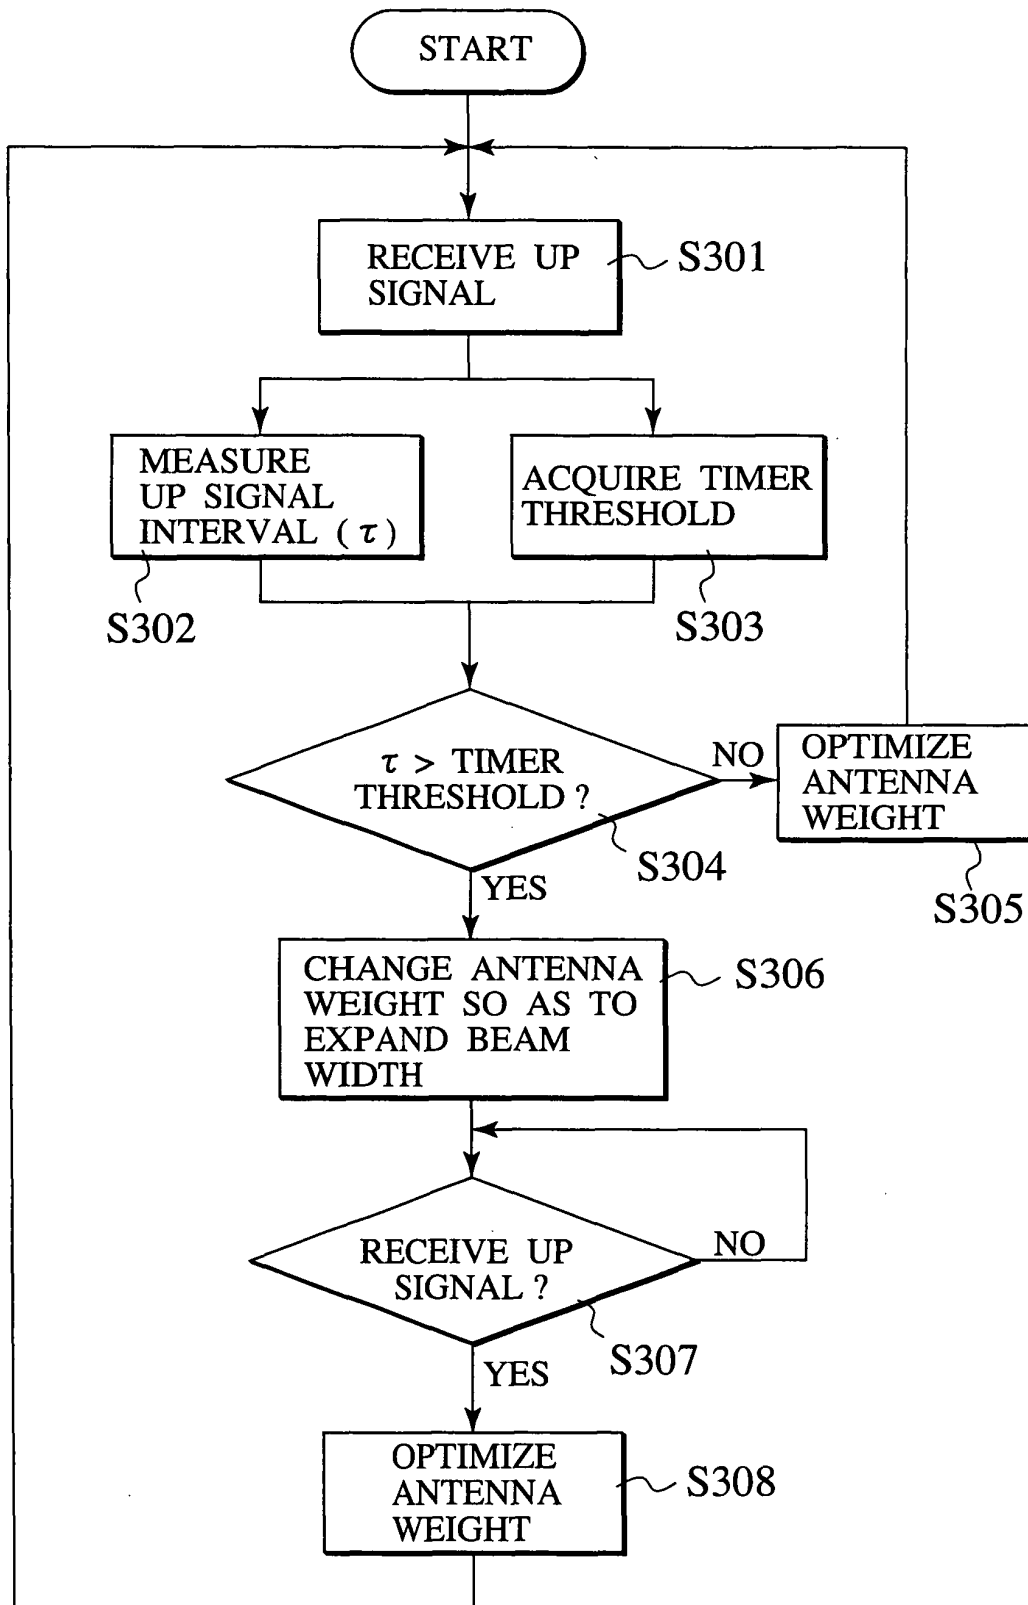 START
RECEIVE UP
SIGNAL
S301
MEASURE
UP SIGNAL
INTERVAL (τ)
S302
ACQUIRE TIMER
THRESHOLD
S303
τ > TIMER
THRESHOLD ?
S304
NO
OPTIMIZE
ANTENNA
WEIGHT
S305
YES
CHANGE ANTENNA
WEIGHT SO AS TO
EXPAND BEAM
WIDTH
S306
RECEIVE UP
SIGNAL ?
NO
S307
YES
OPTIMIZE
ANTENNA
WEIGHT
S308